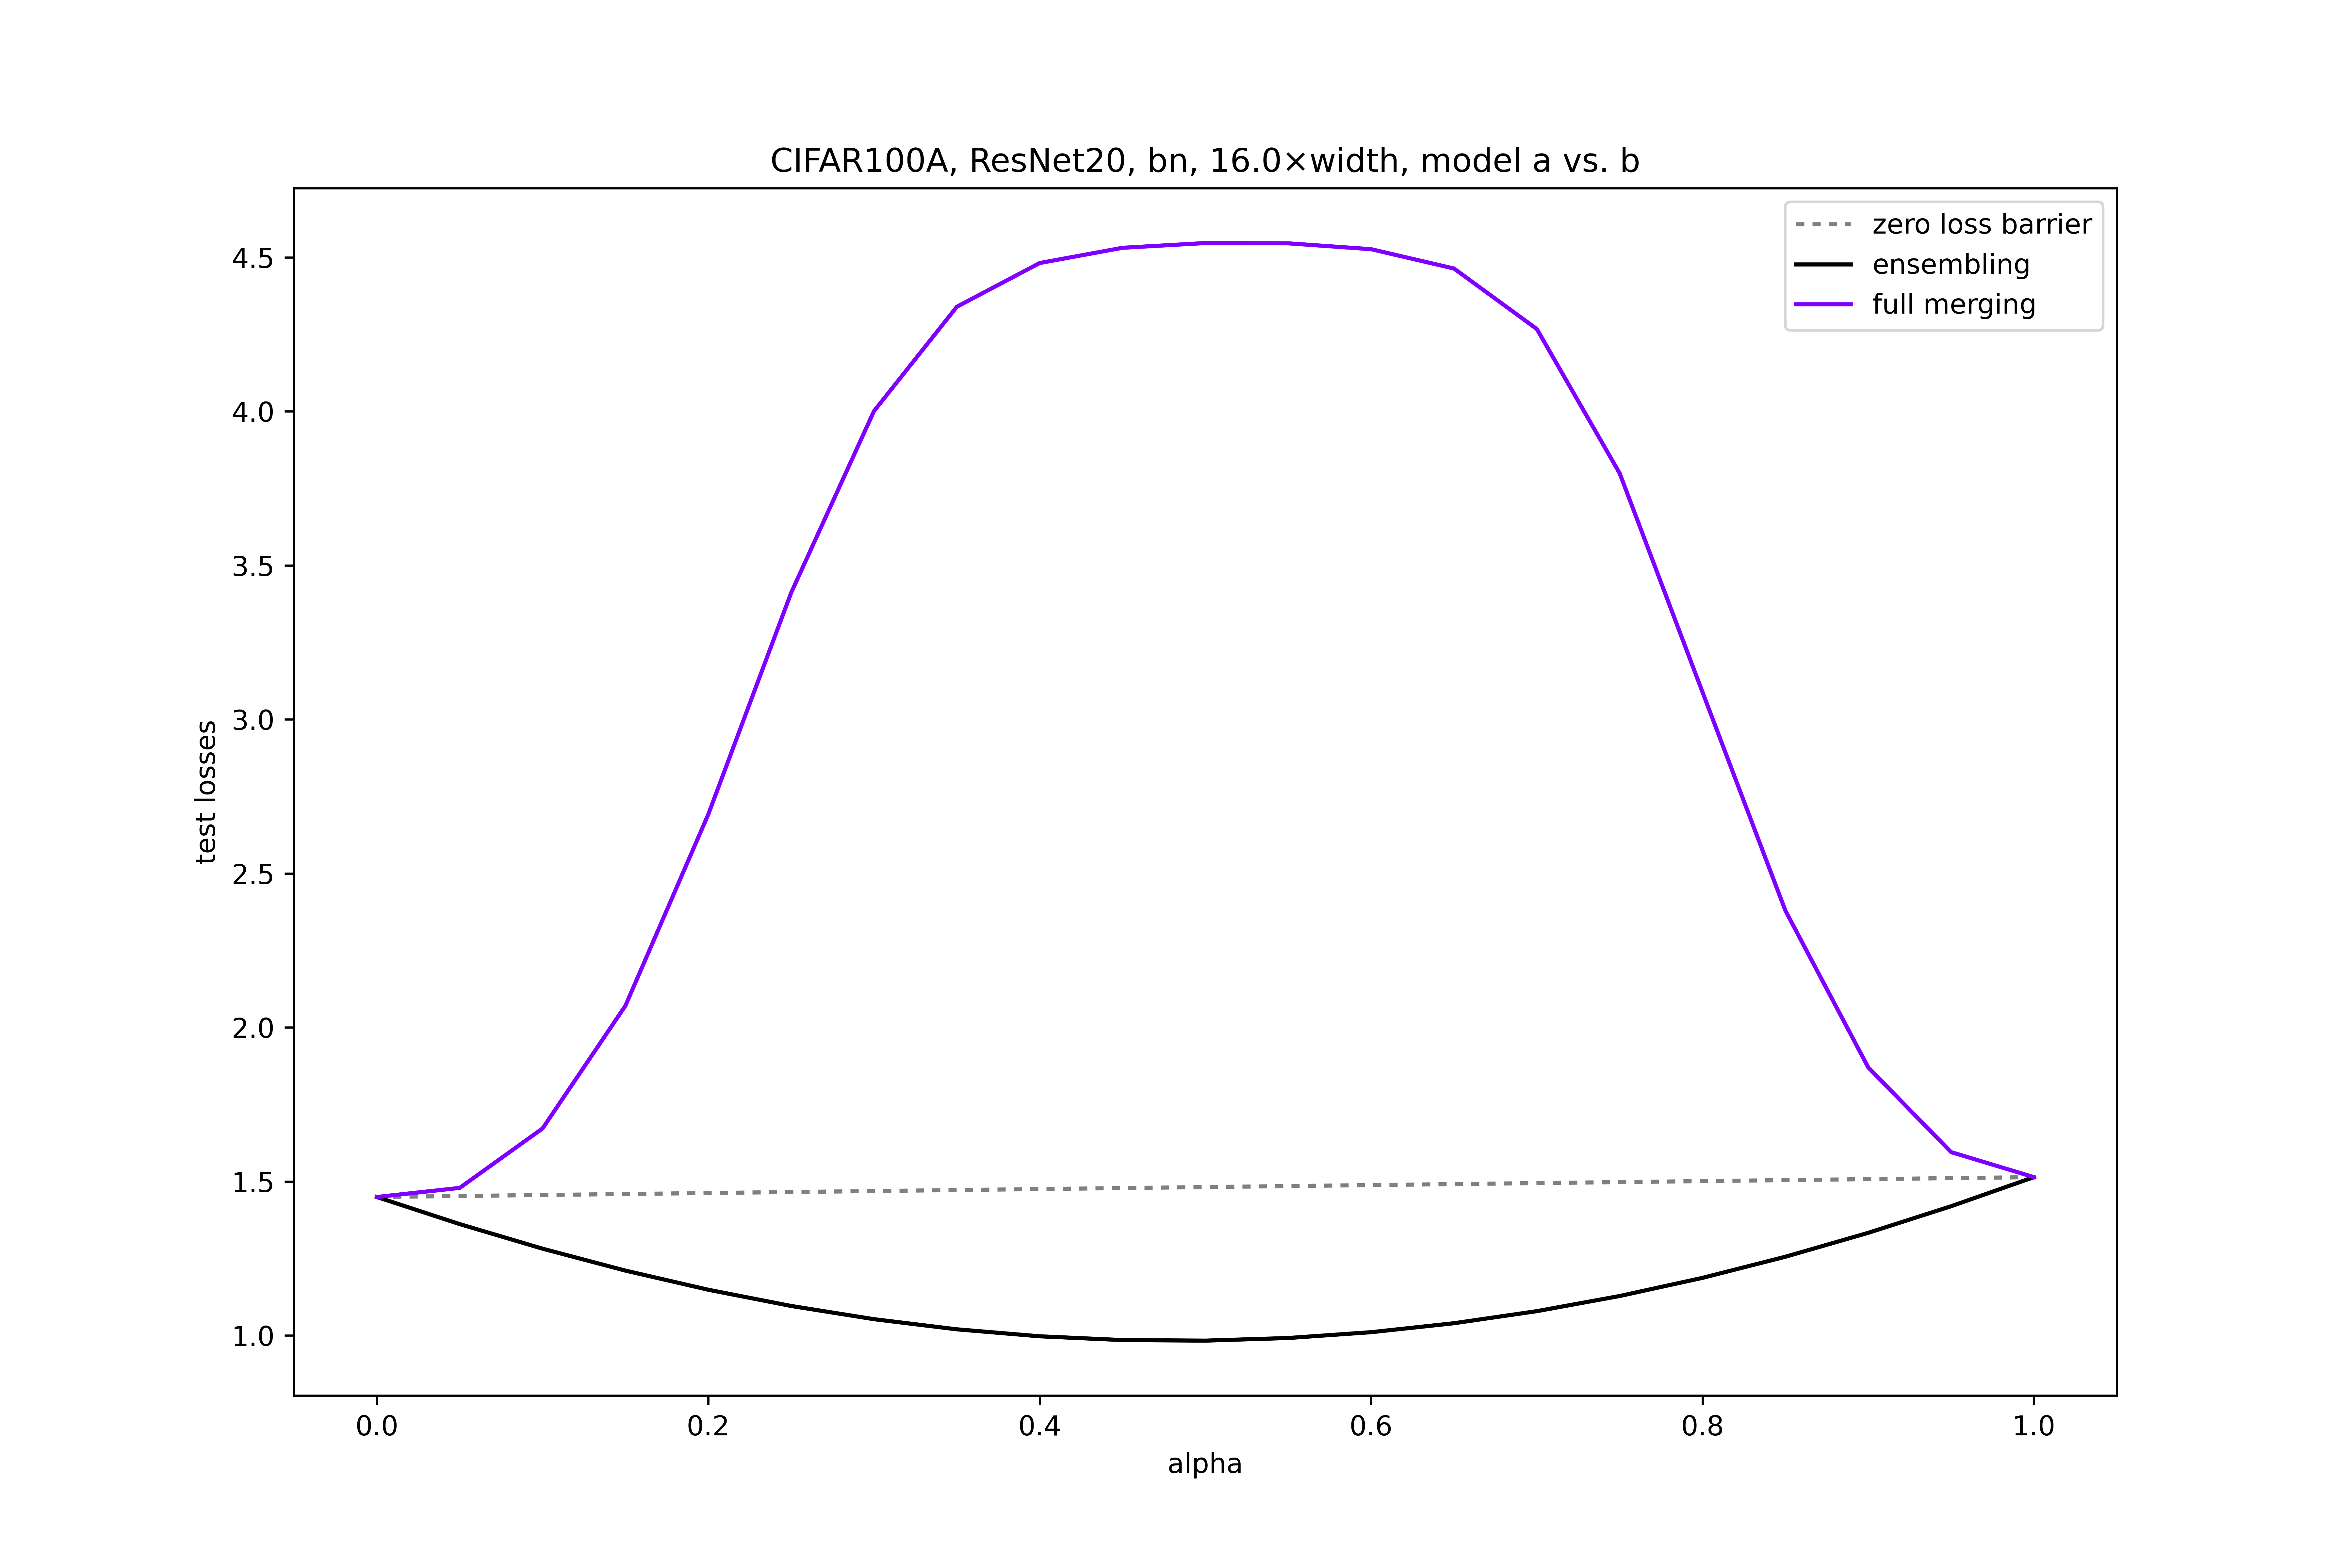 CIFAR100A, ResNet20, bn, 16.0×width, model a vs. b
zero loss barrier
ensembling
full merging
4.5
4.0
3.5
3.0
2.5
2.0
1.5
1.0
test losses
0.0 0.2 0.4 0.6 0.8 1.0
alpha